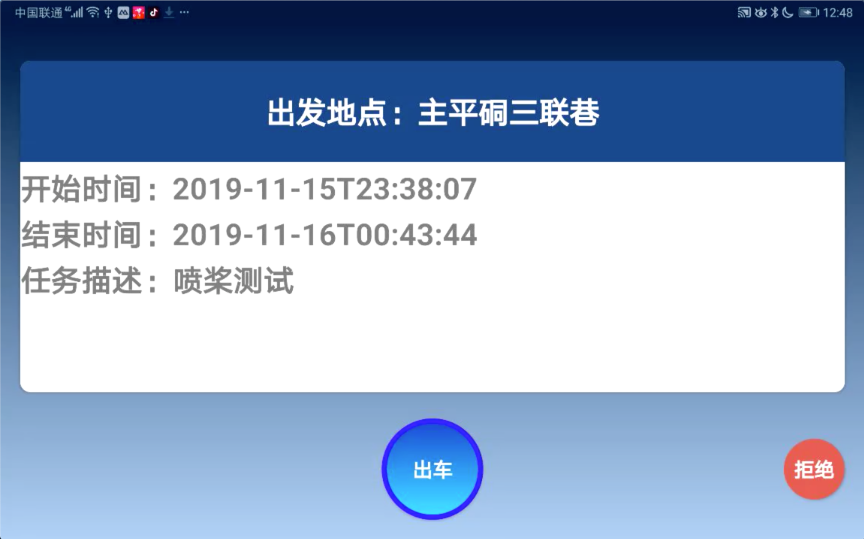 中国联通 4G 12:48
出发地点：主平硐三联巷
开始时间：2019-11-15T23:38:07
结束时间：2019-11-16T00:43:44
任务描述：喷浆测试
出车
拒绝